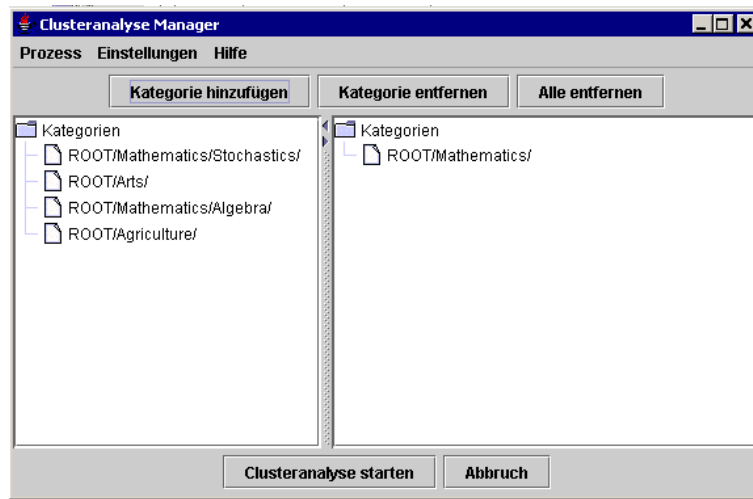 Clusteranalyse Manager
Prozess Einstellungen Hilfe
Kategorie hinzufügen Kategorie entfernen Alle entfernen
Kategorien
ROOT/Mathematics/Stochastics/
ROOT/Arts/
ROOT/Mathematics/Algebra/
ROOT/Agriculture/
Kategorien
ROOT/Mathematics/
Clusteranalyse starten Abbruch